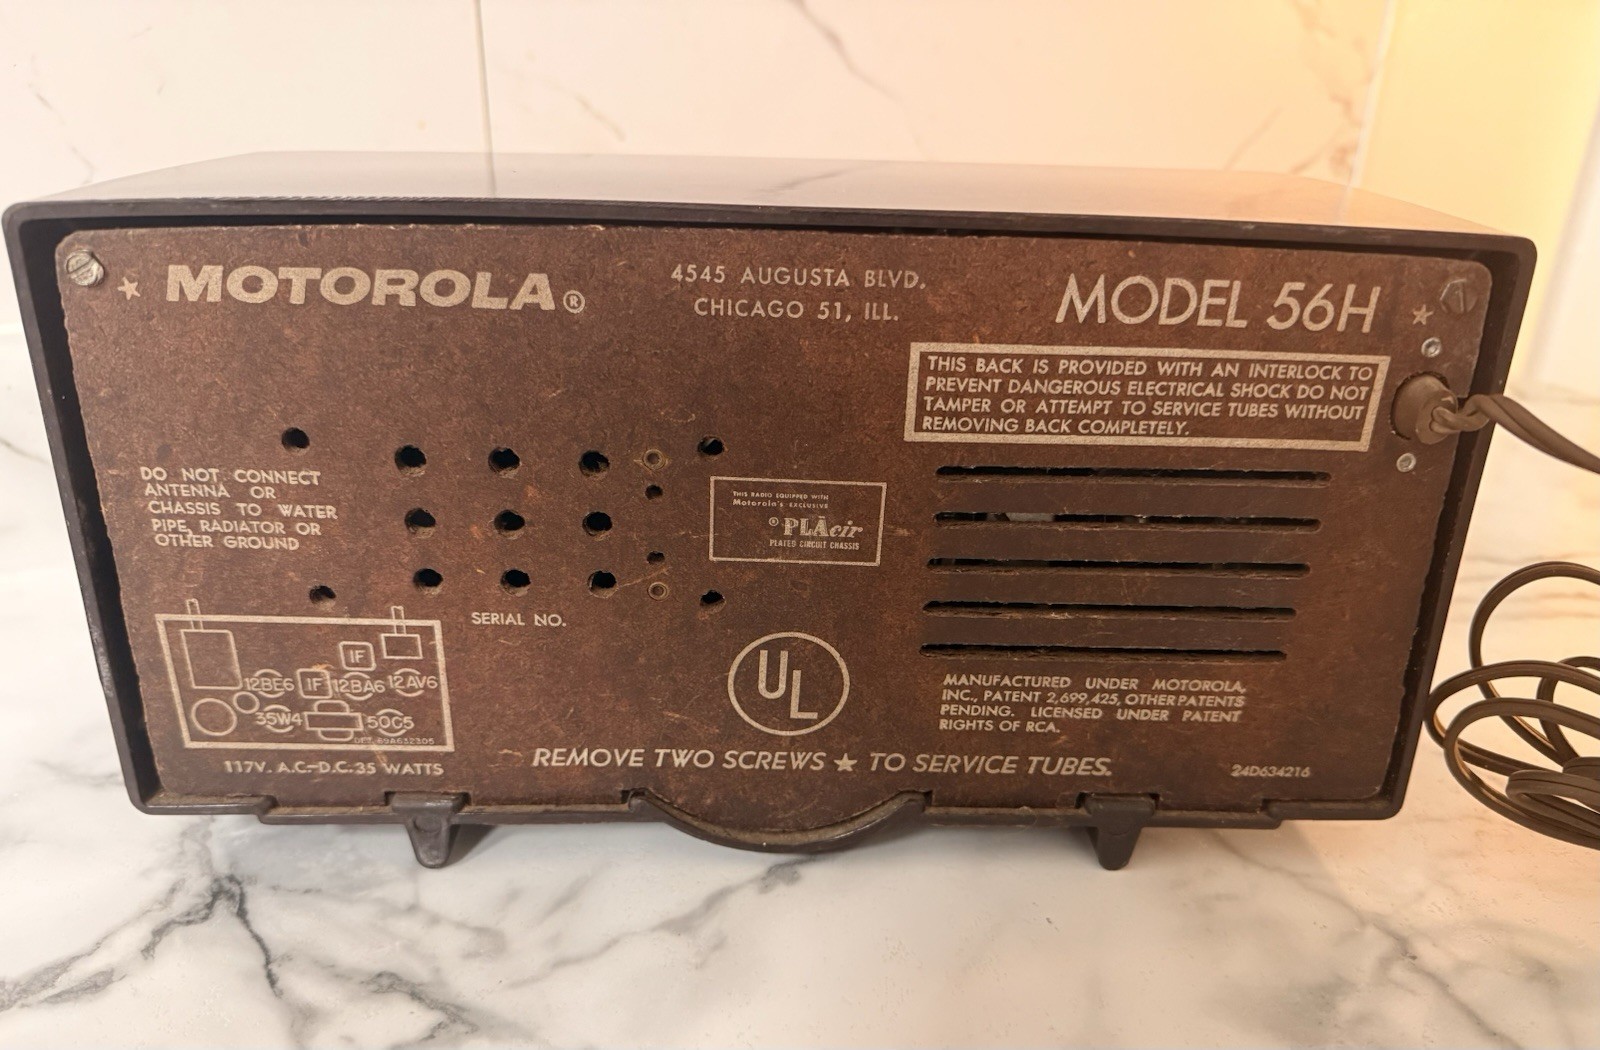 MOTOROLA®
4545 AUGUSTA BLVD.
CHICAGO 51, ILL.
MODEL 56H
THIS BACK IS PROVIDED WITH AN INTERLOCK TO
PREVENT DANGEROUS ELECTRICAL SHOCK DO NOT
TAMPER OR ATTEMPT TO SERVICE TUBES WITHOUT
REMOVING BACK COMPLETELY.
DO NOT CONNECT
ANTENNA OR
CHASSIS TO WATER
PIPE, RADIATOR OR
OTHER GROUND
THIS RADIO EQUIPPED WITH
Motorola's EXCLUSIVE
® PLAcir
PLATED CIRCUIT CHASSIS
SERIAL NO.
IF
12BE6 IF 12BA6 12AV6
35W4 50C5
DET. 69A632305
117V. A.C.-D.C. 35 WATTS
UL
MANUFACTURED UNDER MOTOROLA,
INC., PATENT 2,699,425, OTHER PATENTS
PENDING. LICENSED UNDER PATENT
RIGHTS OF RCA.
REMOVE TWO SCREWS ★ TO SERVICE TUBES.
24D634216